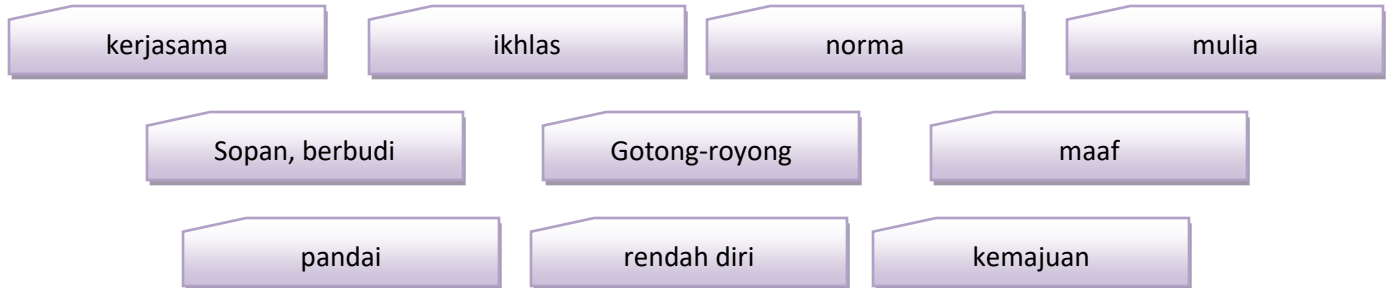 kerjasama
ikhlas
norma
mulia
Sopan, berbudi
Gotong-royong
maaf
pandai
rendah diri
kemajuan